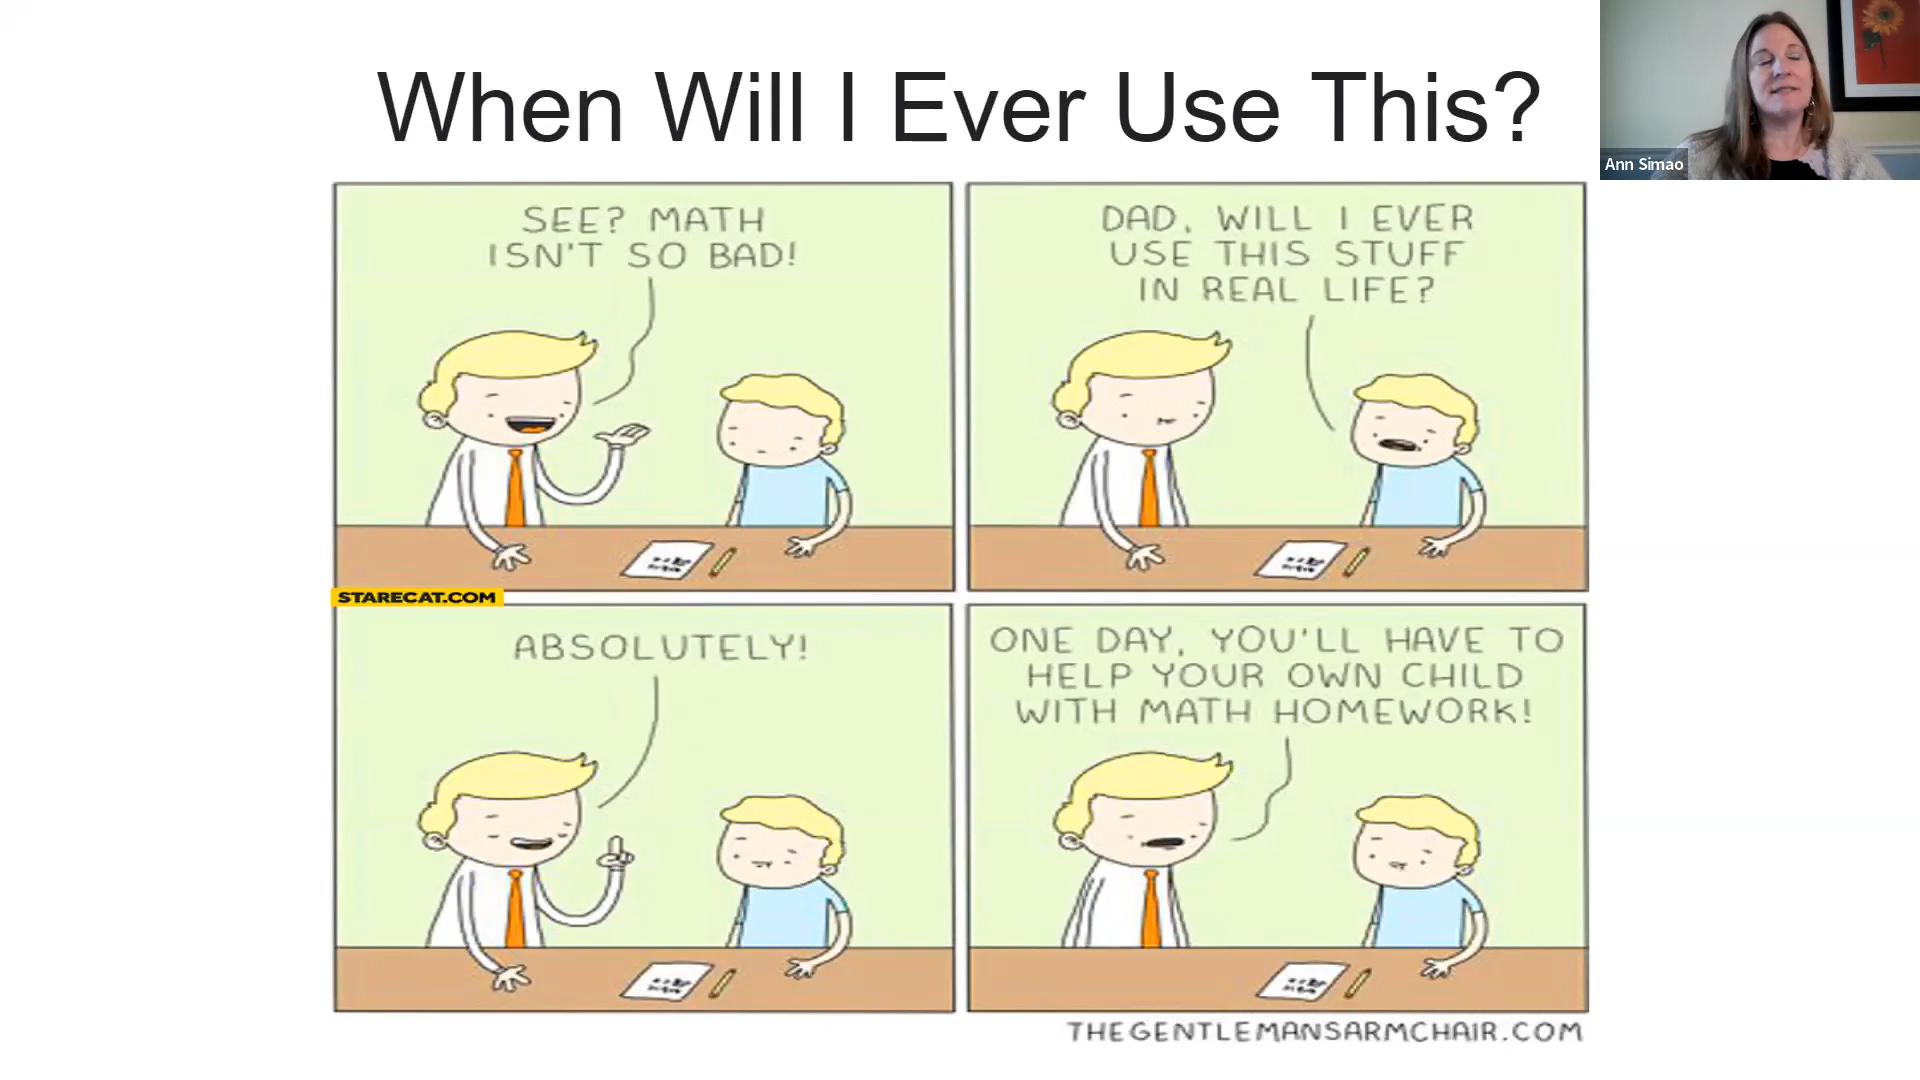 When Will I Ever Use This?
Ann Simao
SEE? MATH
ISN'T SO BAD!
DAD, WILL I EVER
USE THIS STUFF
IN REAL LIFE?
STARECAT.COM
ABSOLUTELY!
ONE DAY, YOU'LL HAVE TO
HELP YOUR OWN CHILD
WITH MATH HOMEWORK!
THEGENTLEMANSARMCHAIR.COM